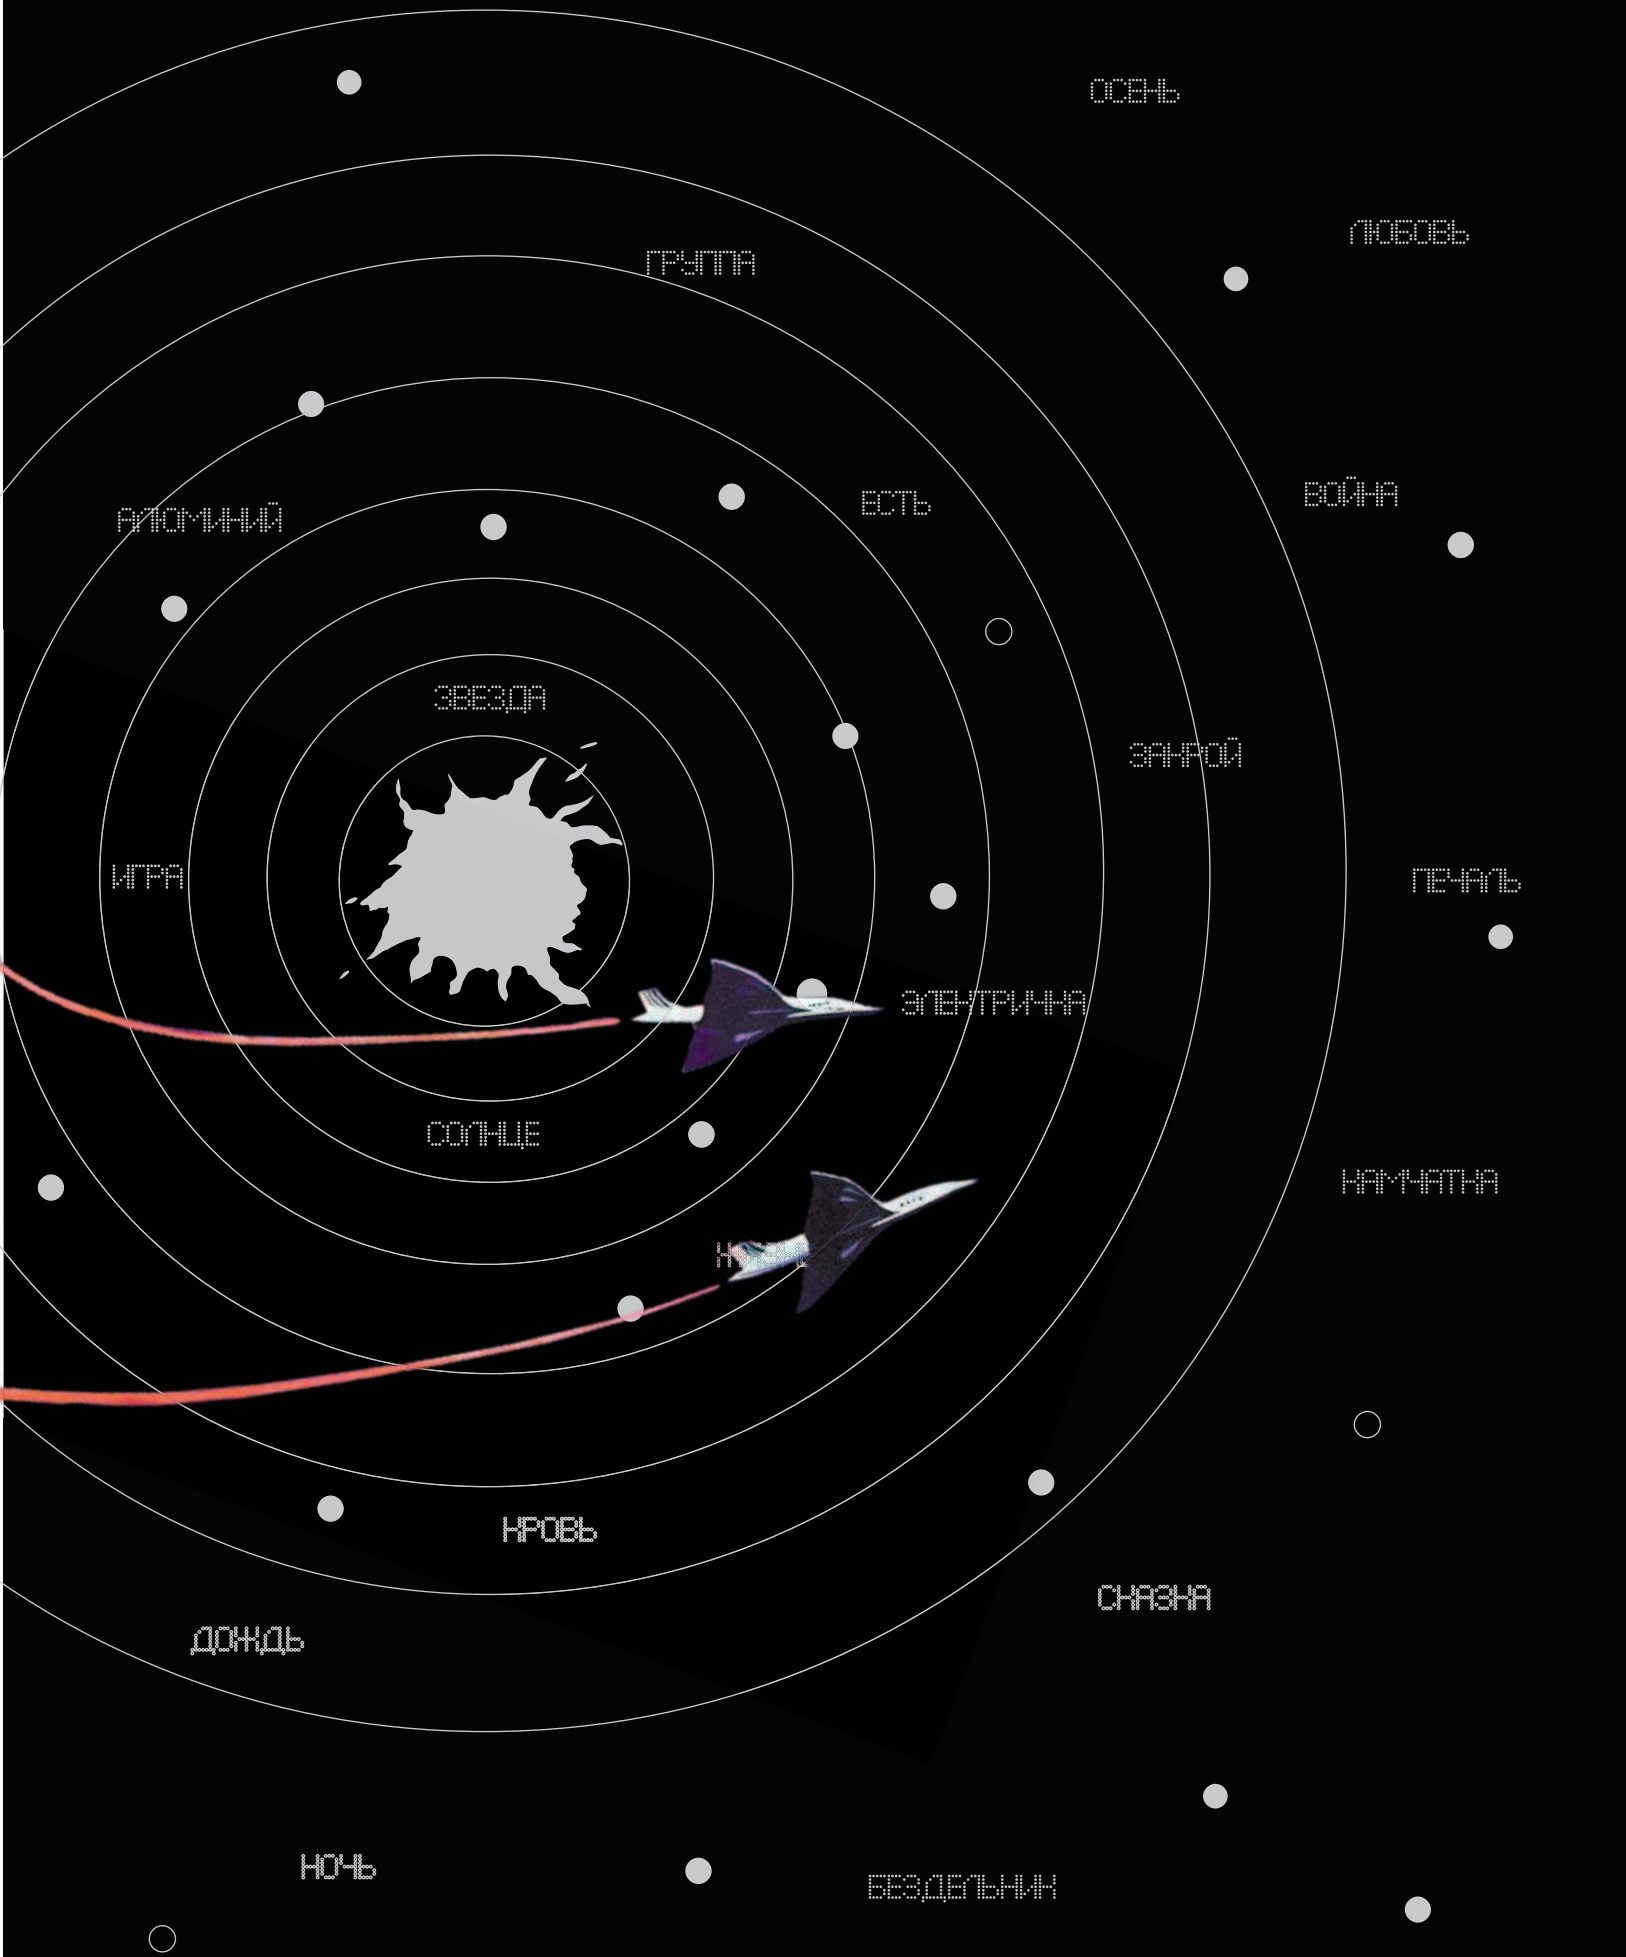 ОСЕНЬ
ЛЮБОВЬ
ГРУППА
ВОЙНА
ЕСТЬ
АЛЮМИНИЙ
ЗВЕЗДА
ЗАКРОЙ
ИГРА
ПЕЧАЛЬ
ЭЛЕКТРИЧКА
СОЛНЦЕ
КАМЧАТКА
КРОВЬ
СКАЗКА
ДОЖДЬ
НОЧЬ
БЕЗДЕЛЬНИК